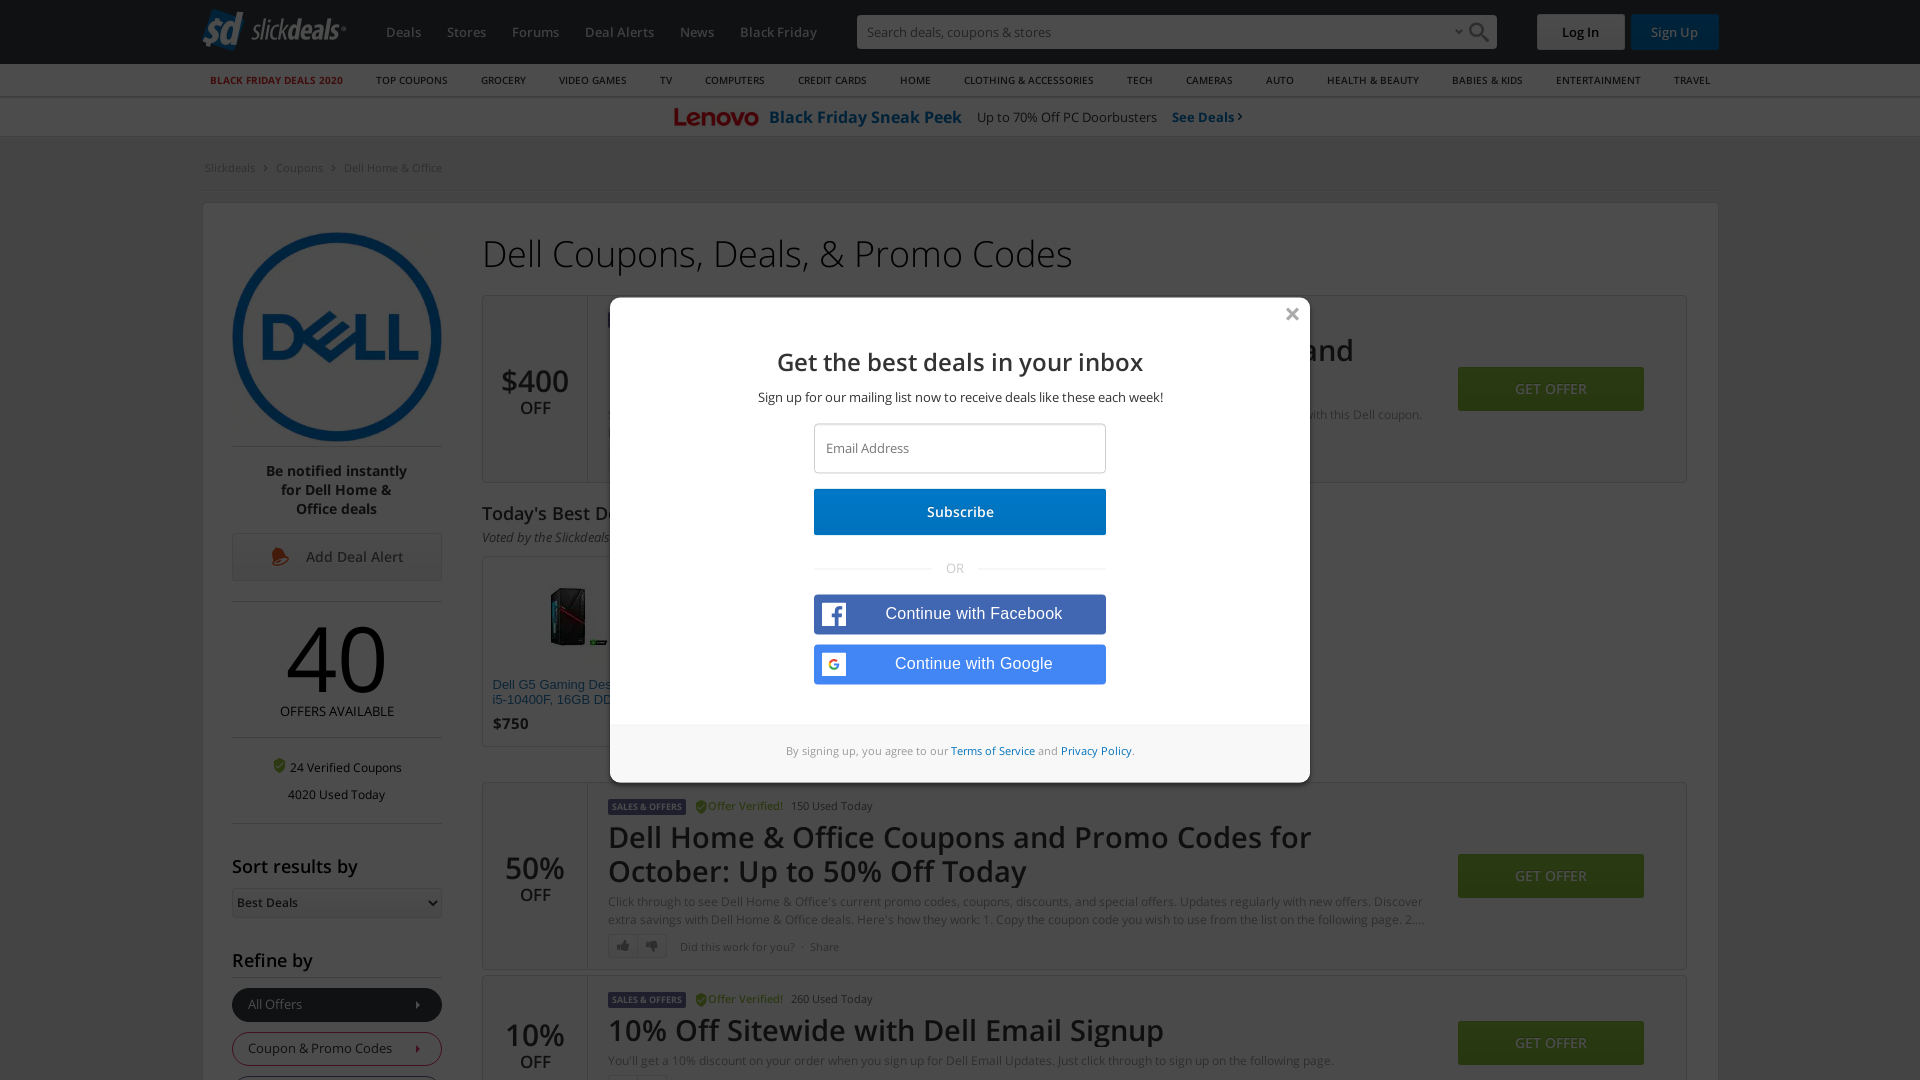 sd slickdeals
Deals
Stores
Forums
Deal Alerts
News
Black Friday
Search deals, coupons & stores
Log In
Sign Up
BLACK FRIDAY DEALS 2020
TOP COUPONS
GROCERY
VIDEO GAMES
TV
COMPUTERS
CREDIT CARDS
HOME
CLOTHING & ACCESSORIES
TECH
CAMERAS
AUTO
HEALTH & BEAUTY
BABIES & KIDS
ENTERTAINMENT
TRAVEL
Lenovo Black Friday Sneak Peek Up to 70% Off PC Doorbusters See Deals
Slickdeals
Coupons
Dell Home & Office
DELL
Be notified instantly
for Dell Home &
Office deals
Add Deal Alert
40
OFFERS AVAILABLE
24 Verified Coupons
4020 Used Today
Sort results by
Best Deals
Refine by
All Offers
Coupon & Promo Codes
Dell Coupons, Deals, & Promo Codes
$400
OFF
and
with this Dell coupon.
GET OFFER
Today's Best
Voted by the Slickdeals
Dell G5 Gaming
i5-10400F, 16GB
$750
Get the best deals in your inbox
Sign up for our mailing list now to receive deals like these each week!
Email Address
Subscribe
OR
Continue with Facebook
Continue with Google
By signing up, you agree to our Terms of Service and Privacy Policy.
50%
OFF
SALES & OFFERS Offer Verified! 150 Used Today
Dell Home & Office Coupons and Promo Codes for
October: Up to 50% Off Today
Click through to see Dell Home & Office's current promo codes, coupons, discounts, and special offers. Updates regularly with new offers. Discover
extra savings with Dell Home & Office deals. Here's how they work: 1. Copy the coupon code you wish to use from the list on the following page. 2....
Did this work for you? · Share
GET OFFER
10%
OFF
SALES & OFFERS Offer Verified! 260 Used Today
10% Off Sitewide with Dell Email Signup
You'll get a 10% discount on your order when you sign up for Dell Email Updates. Just click through to sign up on the following page.
GET OFFER